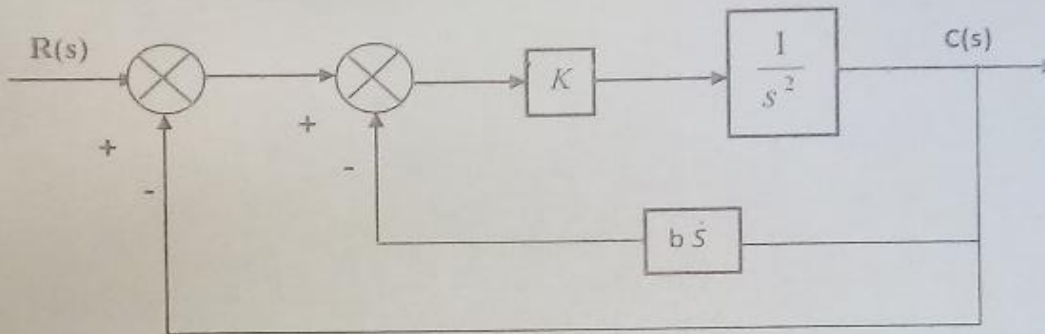 R(s)
C(s)
K
1
s²
+
-
+
-
b s